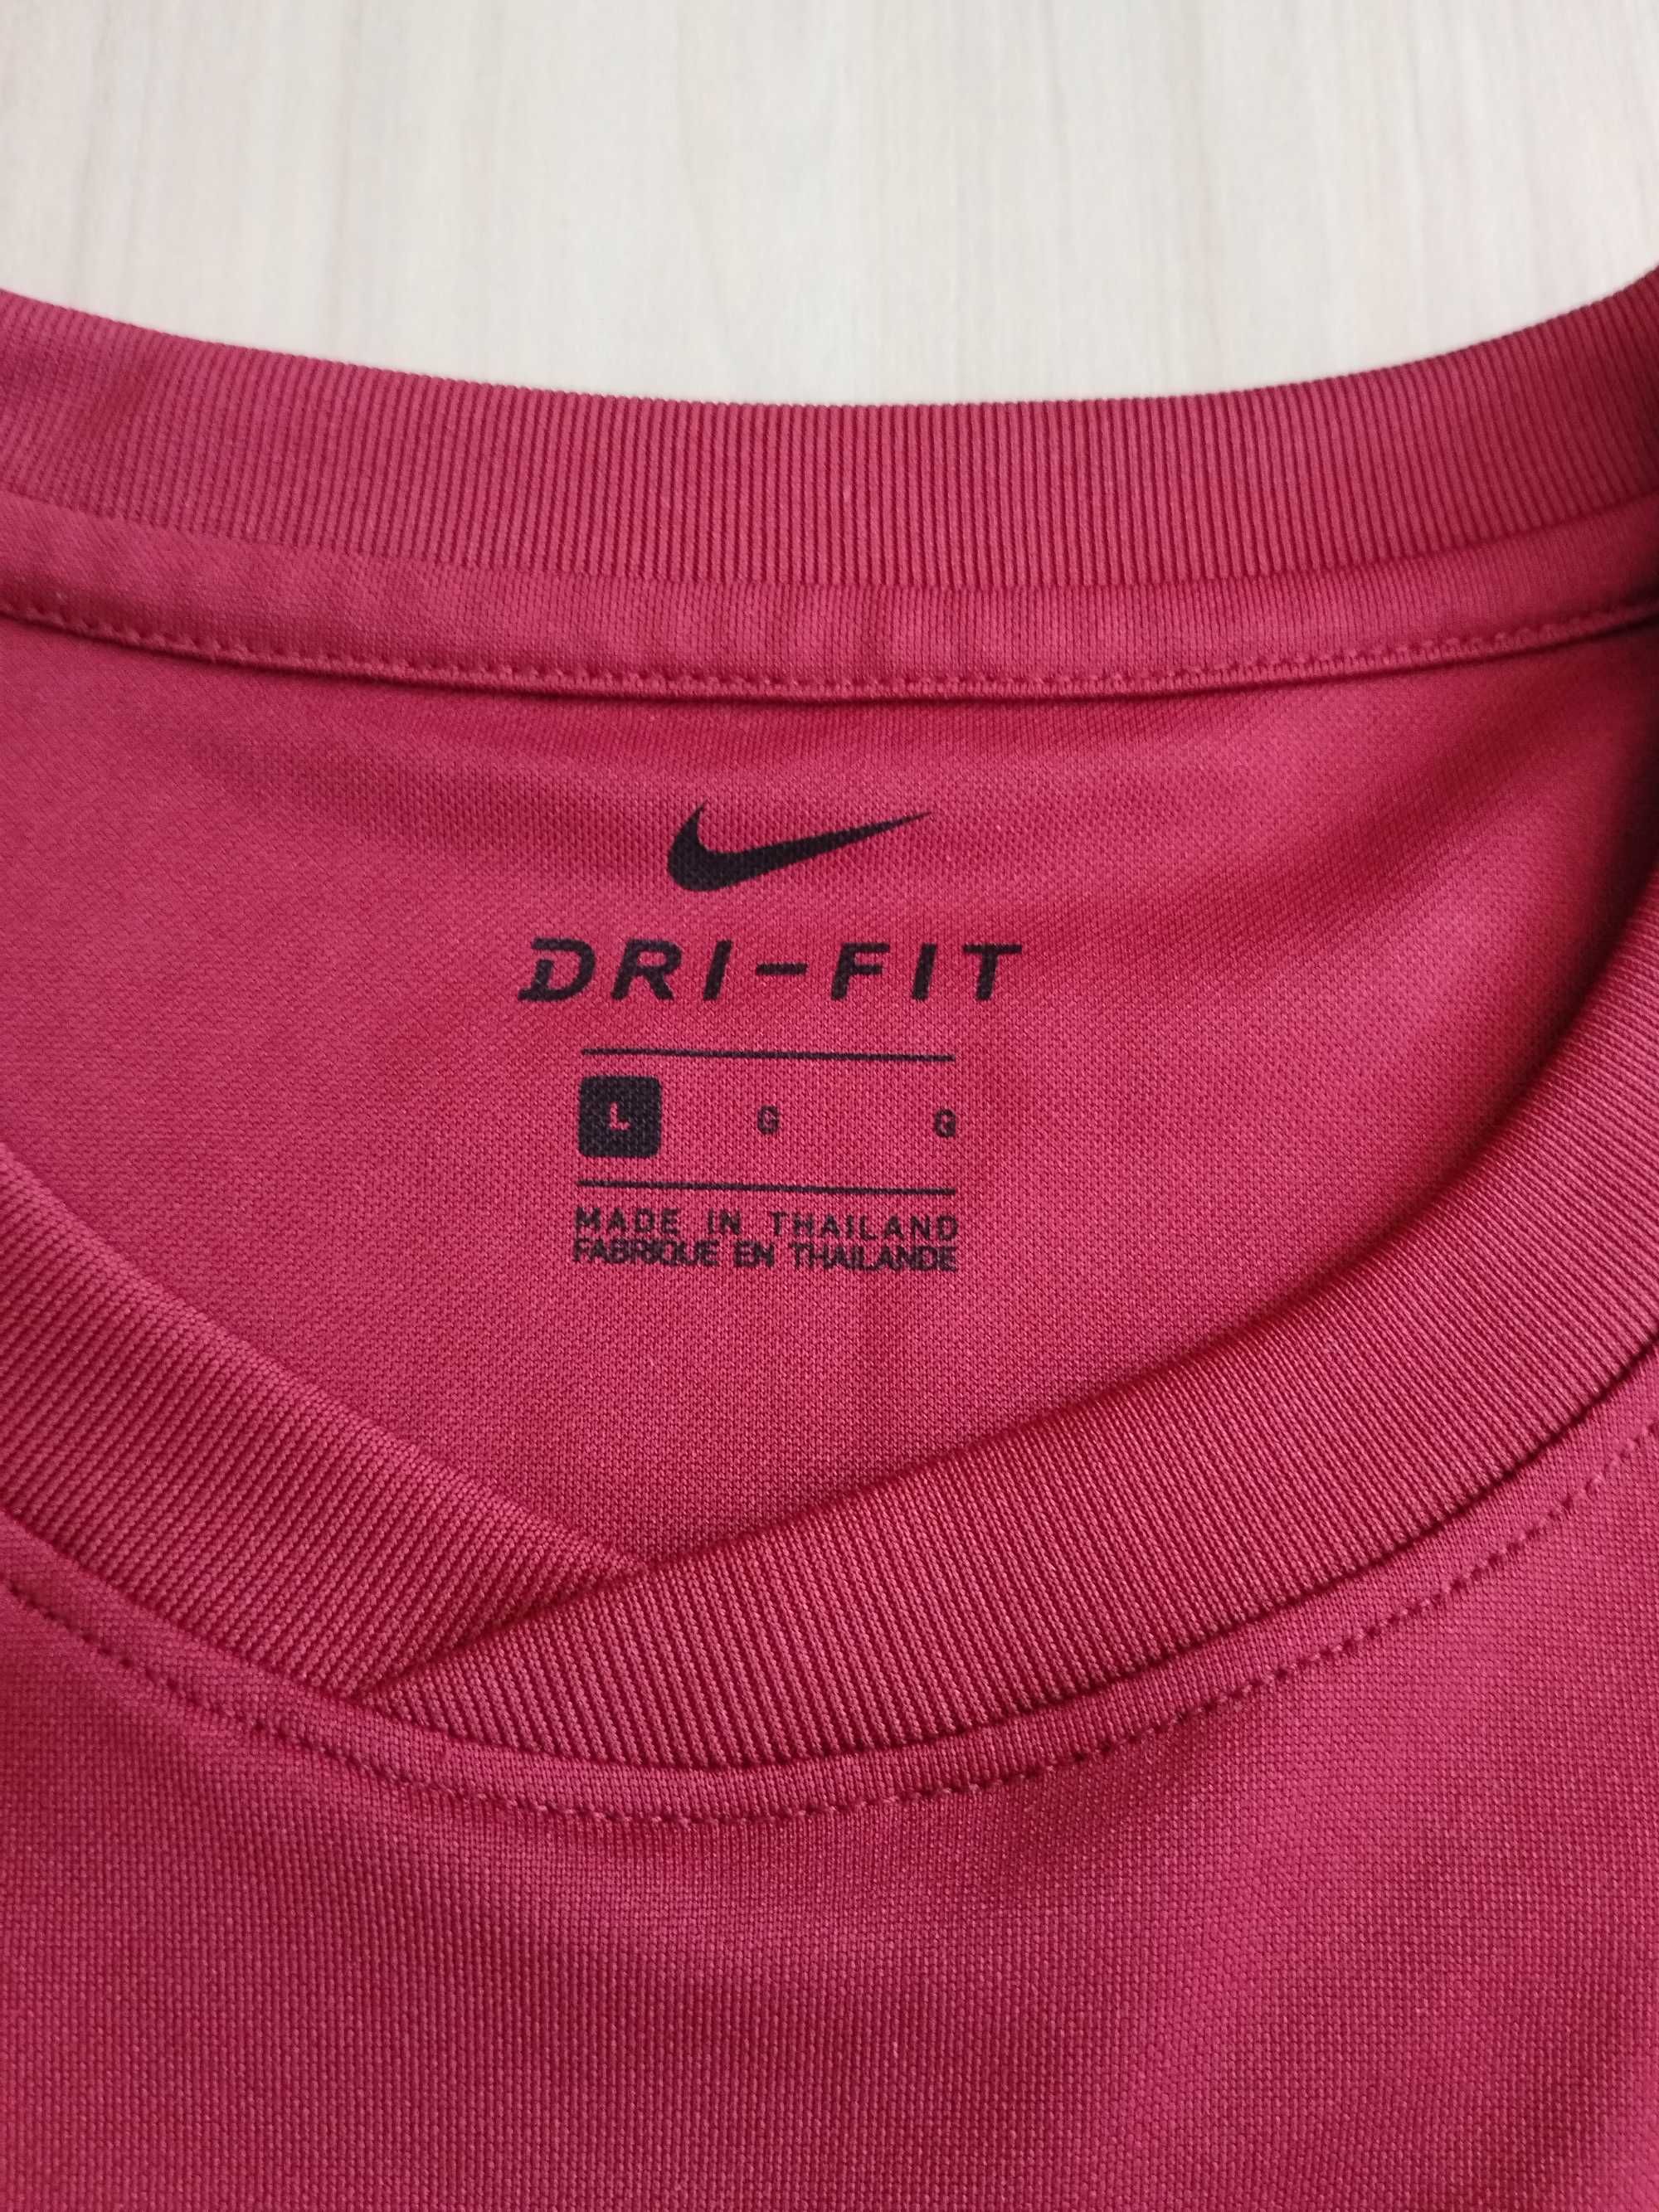 DRI-FIT
L G G
MADE IN THAILAND
FABRIQUE EN THAILANDE